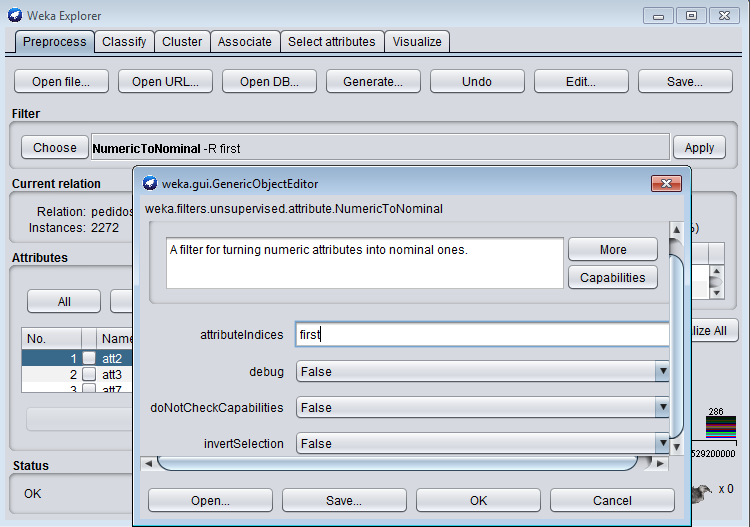 Weka Explorer
Preprocess Classify Cluster Associate Select attributes Visualize
Open file... Open URL... Open DB... Generate... Undo Edit... Save...
Filter
Choose NumericToNominal -R first Apply
Current relation
Relation: pedidos
Instances: 2272
Attributes
All
No. Name
1 att2
2 att3
3 att7
Status
OK
weka.gui.GenericObjectEditor
weka.filters.unsupervised.attribute.NumericToNominal
A filter for turning numeric attributes into nominal ones.
More
Capabilities
attributeIndices first
debug False
doNotCheckCapabilities False
invertSelection False
Open... Save... OK Cancel
lize All
286
529200000
x 0